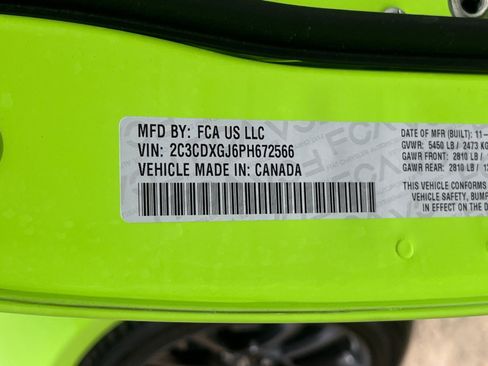 MFD BY: FCA US LLC
VIN: 2C3CDXGJ6PH672566
VEHICLE MADE IN: CANADA
DATE OF MFR (BUILT): 11-
GVWR: 5450 LB / 2473 KG
GAWR FRONT: 2810 LB /
GAWR REAR: 2810 LB /
THIS VEHICLE CONFORMS
VEHICLE SAFETY, BUMP
IN EFFECT ON THE D